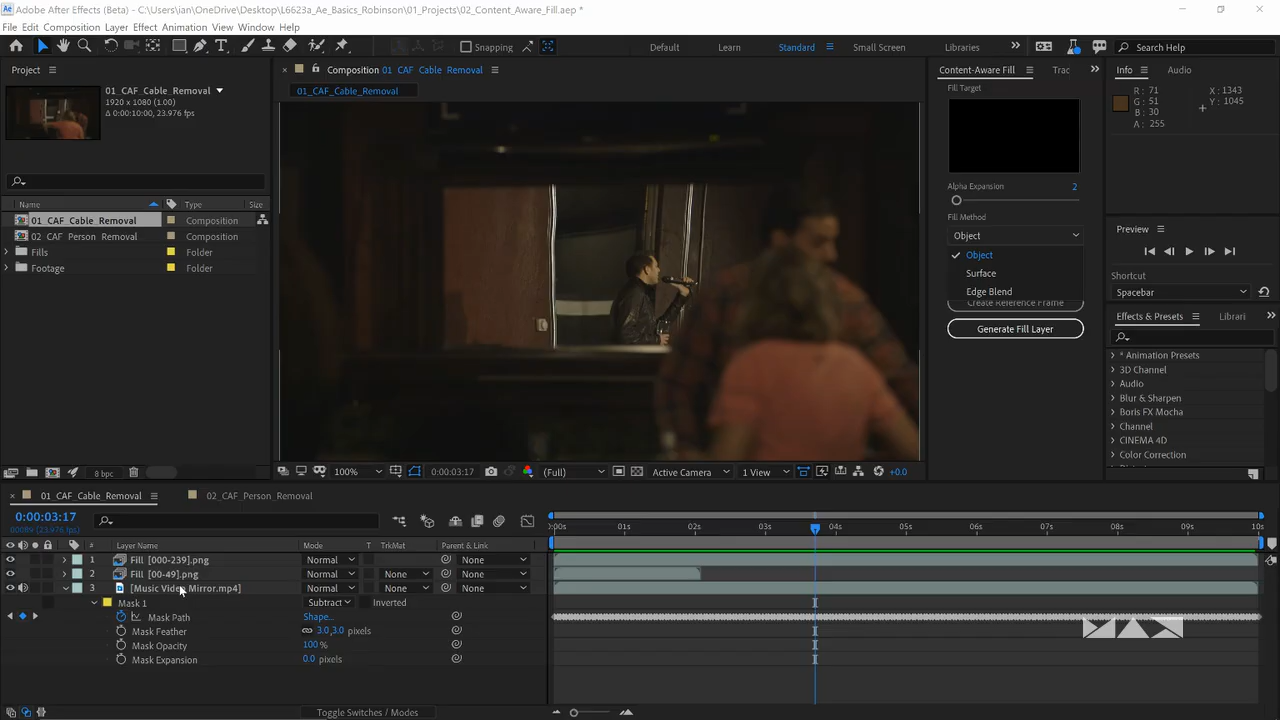 Adobe After Effects (Beta) - C:\Users\ian\OneDrive\Desktop\L6623a_Ae_Basics_Robinson\01_Projects\02_Content_Aware_Fill.aep *
File Edit Composition Layer Effect Animation View Window Help
Snapping Default Learn Standard Small Screen Libraries Search Help
Project
01_CAF_Cable_Removal
1920 x 1080 (1.00)
Δ 0:00:10:00, 23.976 fps
Name Type Size
01_CAF_Cable_Removal Composition
02_CAF_Person_Removal Composition
Fills Folder
Footage Folder
8 bpc
Composition 01_CAF_Cable_Removal
01_CAF_Cable_Removal
100% 0:00:03:17 (Full) Active Camera 1 View +0.0
Content-Aware Fill Trac
Fill Target
Alpha Expansion 2
Fill Method
Object
Object
Surface
Edge Blend
Create Reference Frame
Generate Fill Layer
Info Audio
R: 71 X: 1343
G: 51 Y: 1045
B: 30
A: 255
Preview
Shortcut
Spacebar
Effects & Presets Librari
* Animation Presets
3D Channel
Audio
Blur & Sharpen
Boris FX Mocha
Channel
CINEMA 4D
Color Correction
01_CAF_Cable_Removal 02_CAF_Person_Removal
0:00:03:17
00089 (23.976 fps)
:00s 01s 02s 03s 04s 05s 06s 07s 08s 09s 10s
# Layer Name Mode T TrkMat Parent & Link
1 Fill [000-239].png Normal None
2 Fill [00-49].png Normal None None
3 [Music Video Mirror.mp4] Normal None None
Mask 1 Subtract Inverted
Mask Path Shape...
Mask Feather 3.0,3.0 pixels
Mask Opacity 100 %
Mask Expansion 0.0 pixels
MAX
Toggle Switches / Modes